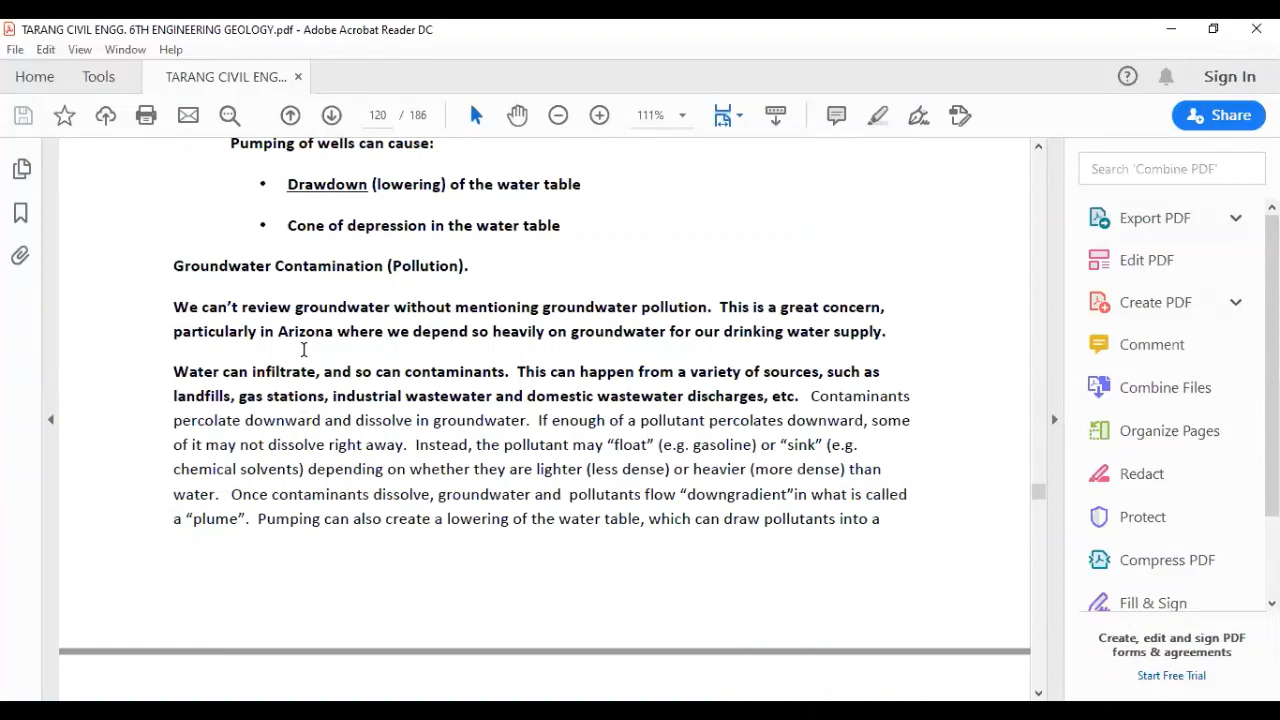 TARANG CIVIL ENGG. 6TH ENGINEERING GEOLOGY.pdf - Adobe Acrobat Reader DC
File Edit View Window Help
Home Tools TARANG CIVIL ENG... × Sign In
120 / 186 111% Share
Pumping of wells can cause:
• Drawdown (lowering) of the water table
• Cone of depression in the water table
Groundwater Contamination (Pollution).
We can’t review groundwater without mentioning groundwater pollution. This is a great concern,
particularly in Arizona where we depend so heavily on groundwater for our drinking water supply.
Water can infiltrate, and so can contaminants. This can happen from a variety of sources, such as
landfills, gas stations, industrial wastewater and domestic wastewater discharges, etc. Contaminants
percolate downward and dissolve in groundwater. If enough of a pollutant percolates downward, some
of it may not dissolve right away. Instead, the pollutant may “float” (e.g. gasoline) or “sink” (e.g.
chemical solvents) depending on whether they are lighter (less dense) or heavier (more dense) than
water. Once contaminants dissolve, groundwater and pollutants flow “downgradient”in what is called
a “plume”. Pumping can also create a lowering of the water table, which can draw pollutants into a
Search 'Combine PDF'
Export PDF
Edit PDF
Create PDF
Comment
Combine Files
Organize Pages
Redact
Protect
Compress PDF
Fill & Sign
Create, edit and sign PDF
forms & agreements
Start Free Trial